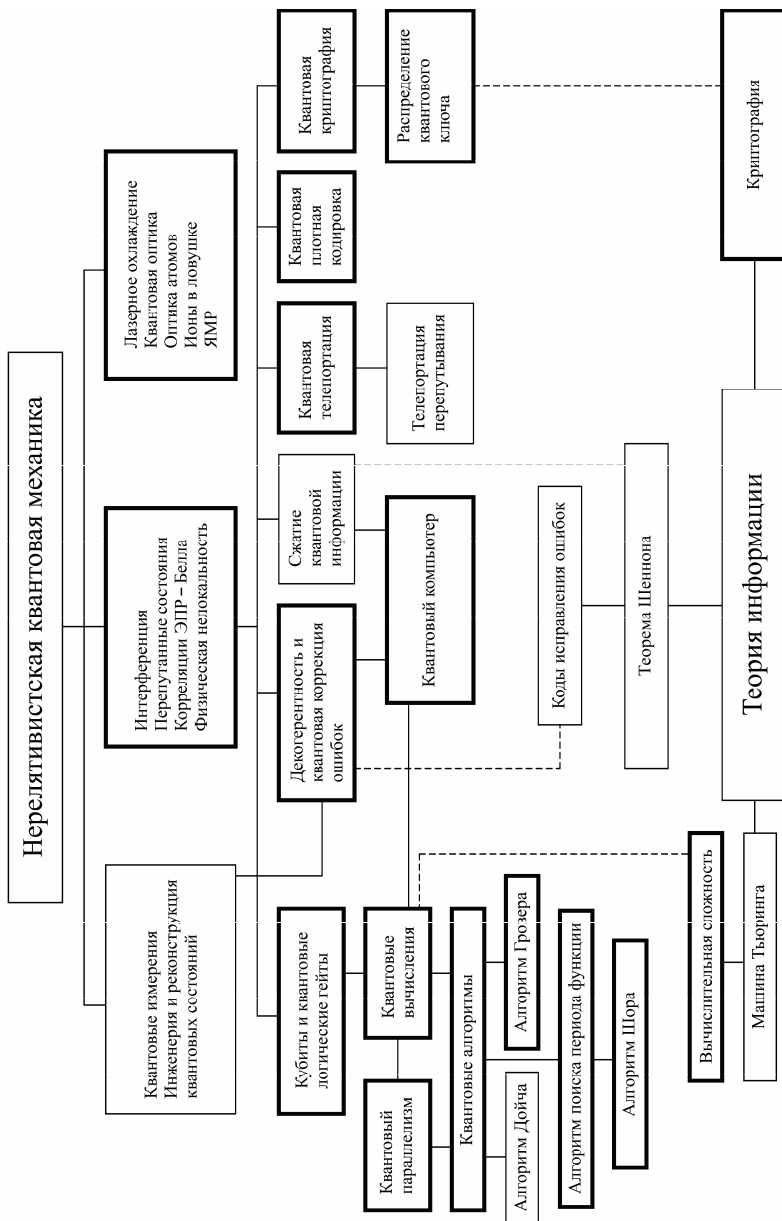 Нерелятивистская квантовая механика
Квантовые измерения
Инженерия и реконструкция
квантовых состояний
Интерференция
Перепутанные состояния
Корреляции ЭПР – Белла
Физическая нелокальность
Лазерное охлаждение
Квантовая оптика
Оптика атомов
Ионы в ловушке
ЯМР
Кубиты и квантовые
логические гейты
Декогерентность и
квантовая коррекция
ошибок
Сжатие
квантовой
информации
Квантовая
телепортация
Квантовая
плотная
кодировка
Квантовая
криптография
Квантовый
параллелизм
Квантовые
вычисления
Квантовый компьютер
Телепортация
перепутывания
Распределение
квантового
ключа
Квантовые алгоритмы
Алгоритм Дойча
Алгоритм Грозера
Алгоритм поиска периода функции
Алгоритм Шора
Коды исправления ошибок
Теорема Шеннона
Вычислительная сложность
Машина Тьюринга
Теория информации
Криптография